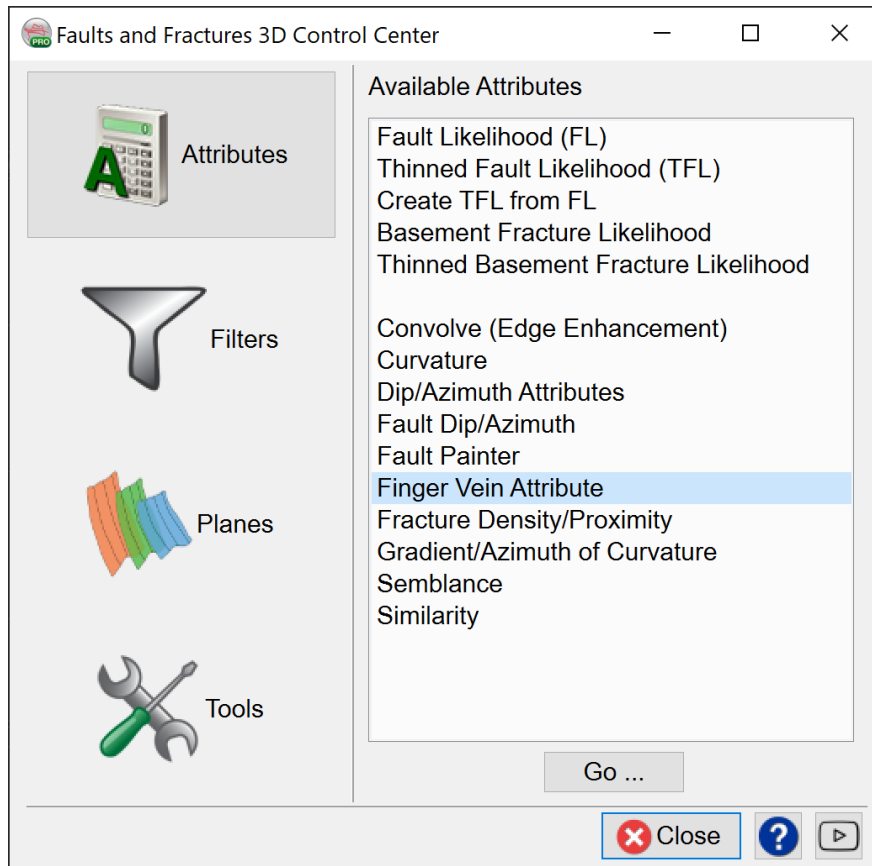 Faults and Fractures 3D Control Center
PRO
Attributes
A
0
Filters
Planes
Tools
Available Attributes
Fault Likelihood (FL)
Thinned Fault Likelihood (TFL)
Create TFL from FL
Basement Fracture Likelihood
Thinned Basement Fracture Likelihood
Convolve (Edge Enhancement)
Curvature
Dip/Azimuth Attributes
Fault Dip/Azimuth
Fault Painter
Finger Vein Attribute
Fracture Density/Proximity
Gradient/Azimuth of Curvature
Semblance
Similarity
Go ...
Close
?